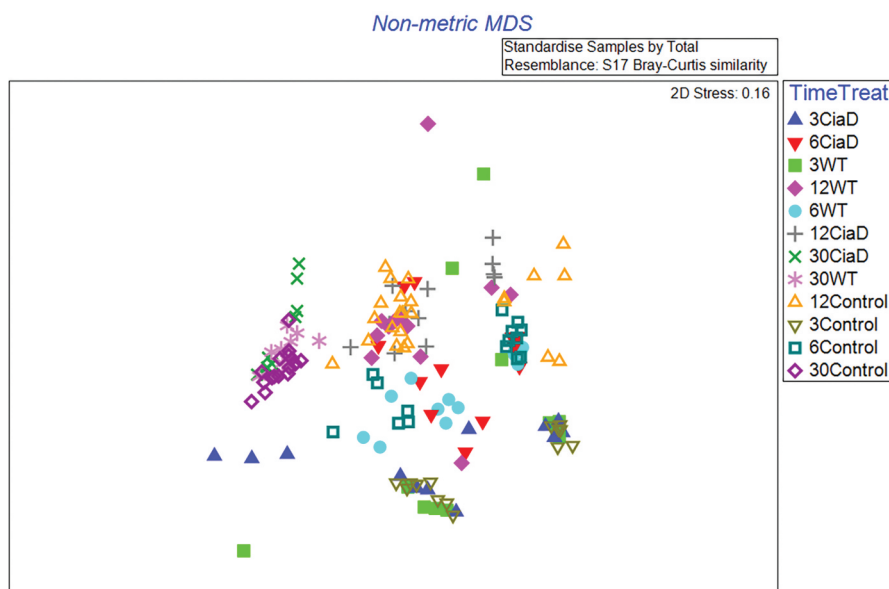 Non-metric MDS
Standardise Samples by Total
Resemblance: S17 Bray-Curtis similarity
2D Stress: 0.16
TimeTreat
3CiaD
6CiaD
3WT
12WT
6WT
12CiaD
30CiaD
30WT
12Control
3Control
6Control
30Control